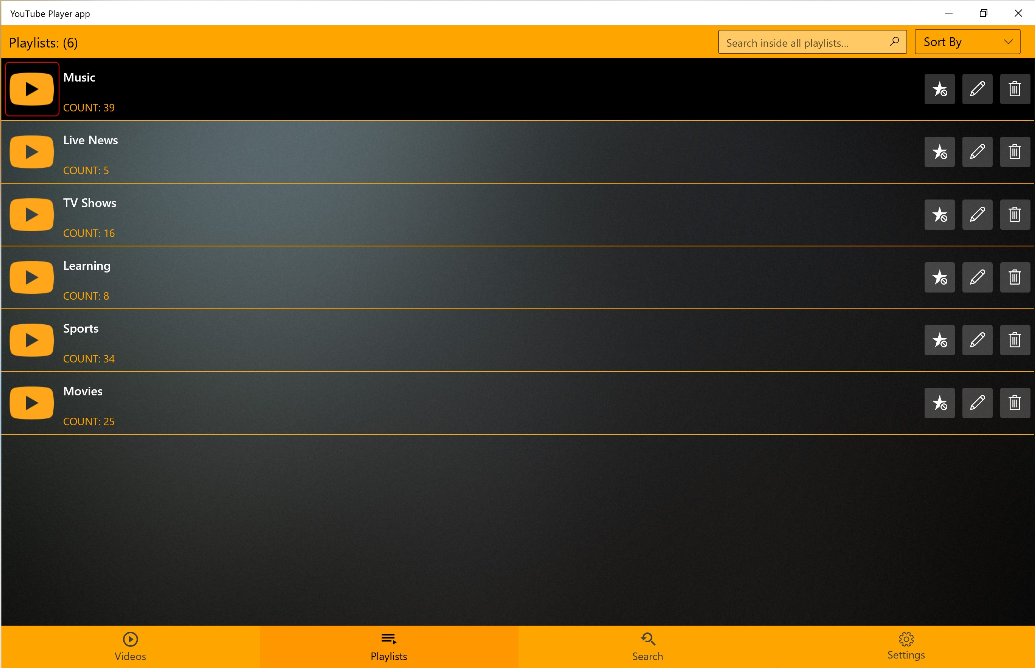 YouTube Player app
Playlists: (6)
Search inside all playlists...
Sort By
Music
COUNT: 39
Live News
COUNT: 5
TV Shows
COUNT: 16
Learning
COUNT: 8
Sports
COUNT: 34
Movies
COUNT: 25
Videos
Playlists
Search
Settings